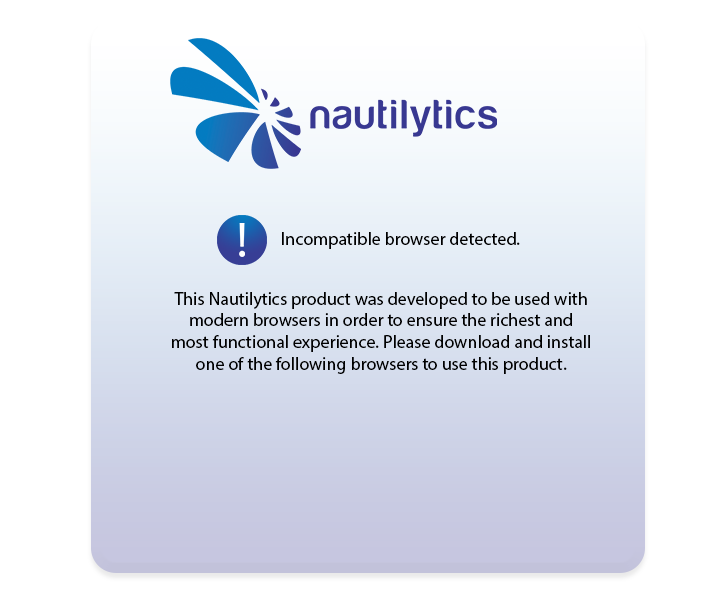 nautilytics
! Incompatible browser detected.
This Nautilytics product was developed to be used with
modern browsers in order to ensure the richest and
most functional experience. Please download and install
one of the following browsers to use this product.